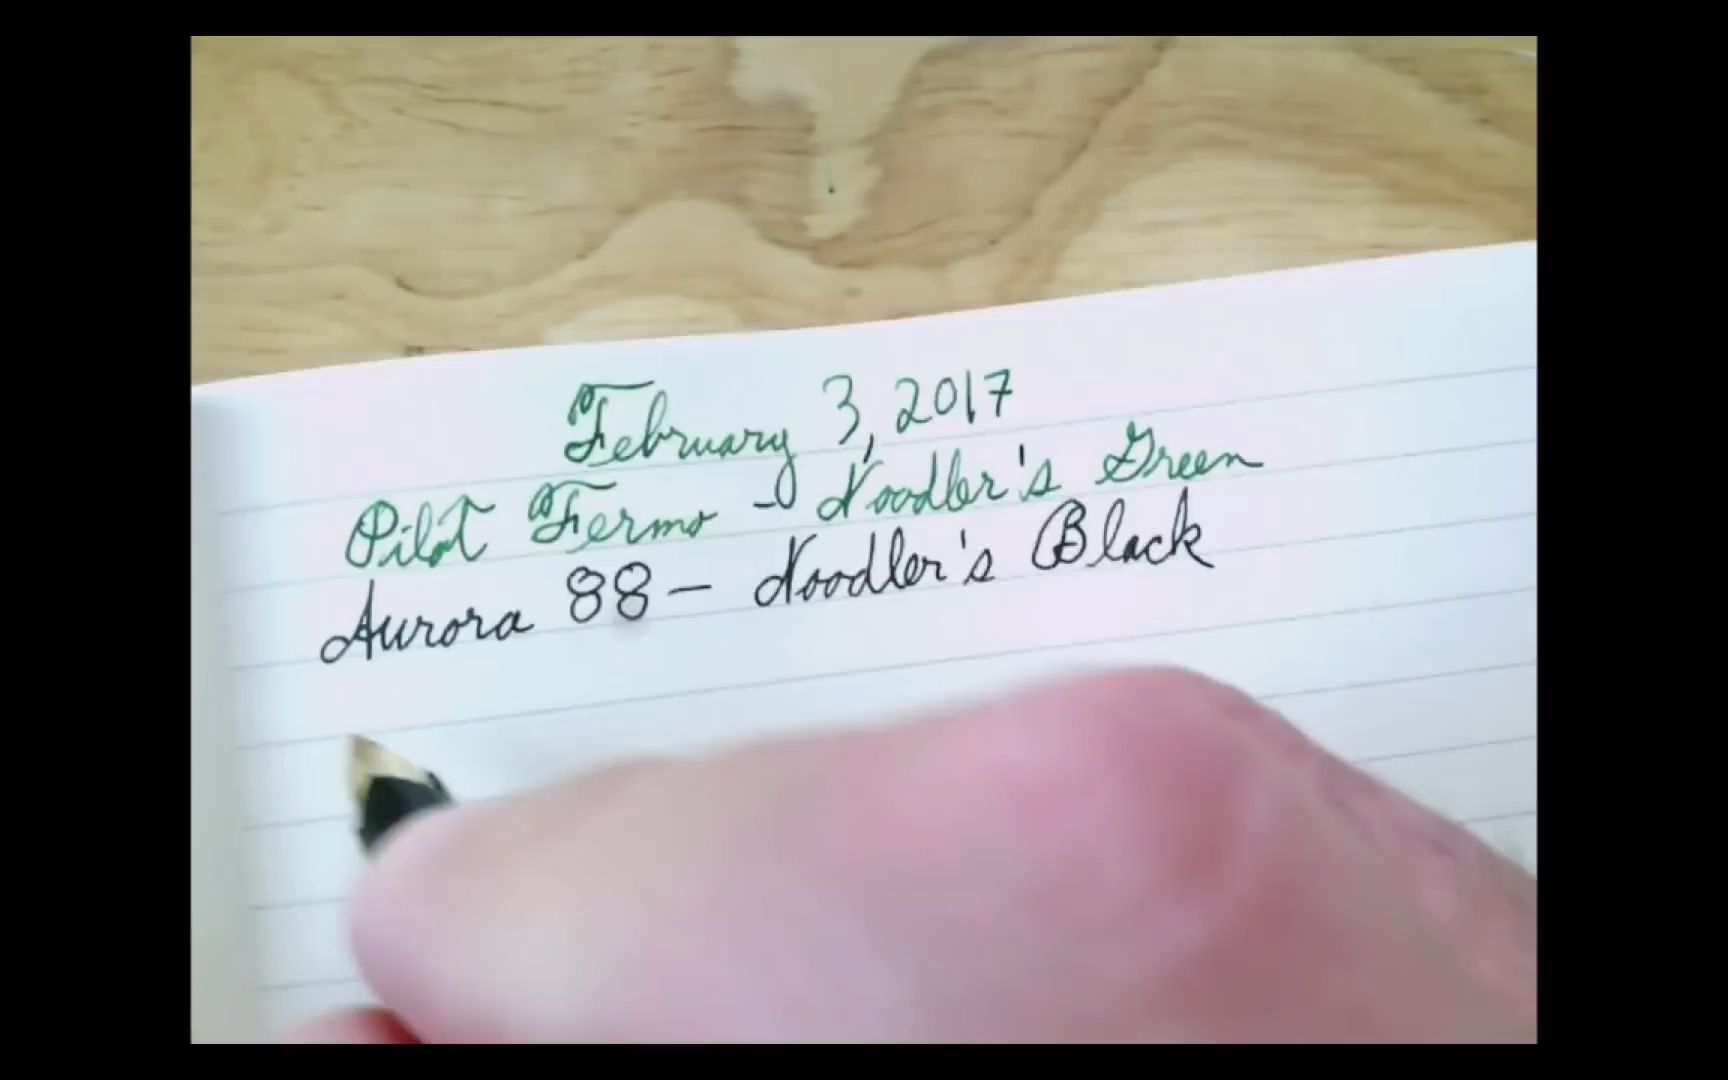 February 3, 2017
Pilot Fermo - Noodler's Green
Aurora 88 - Noodler's Black